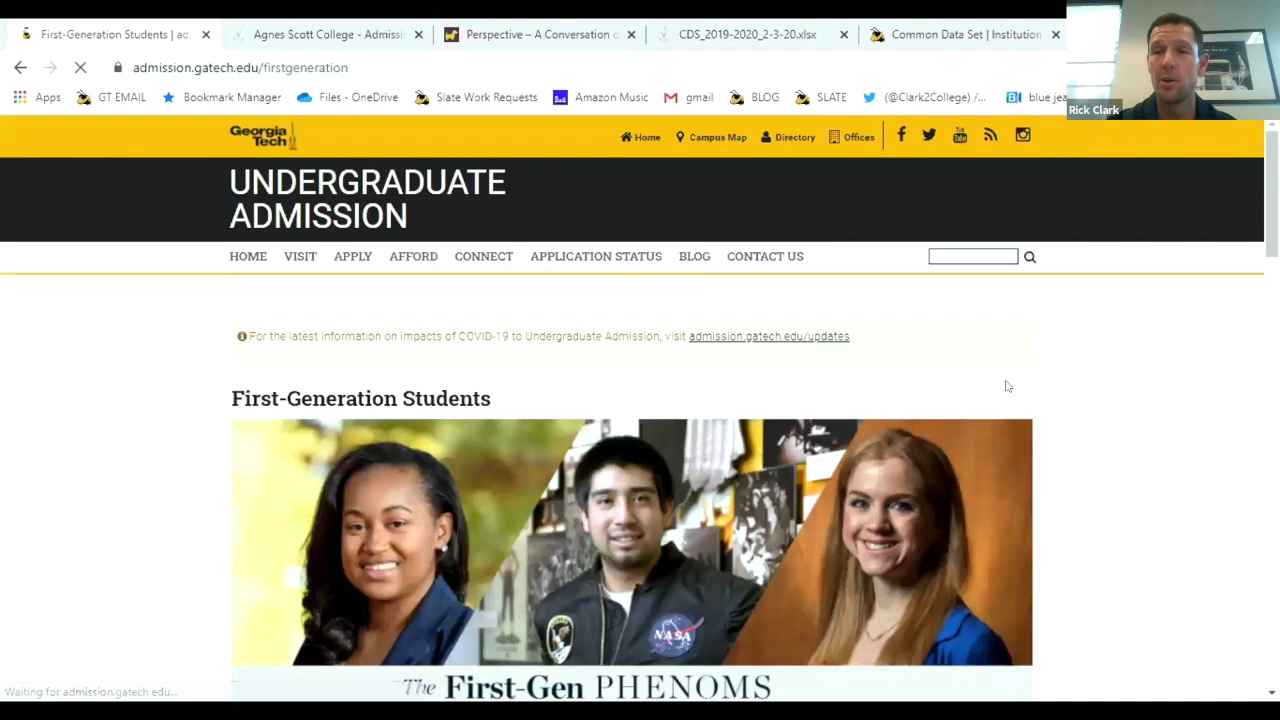 First-Generation Students | ad
Agnes Scott College - Admissi
Perspective – A Conversation o
CDS_2019-2020_2-3-20.xlsx
Common Data Set | Institution
admission.gatech.edu/firstgeneration
Apps
GT EMAIL
Bookmark Manager
Files - OneDrive
Slate Work Requests
Amazon Music
gmail
BLOG
SLATE
(@Clark2College) /...
blue jea
Rick Clark
Georgia
Tech
Home
Campus Map
Directory
Offices
UNDERGRADUATE
ADMISSION
HOME
VISIT
APPLY
AFFORD
CONNECT
APPLICATION STATUS
BLOG
CONTACT US
For the latest information on impacts of COVID-19 to Undergraduate Admission, visit admission.gatech.edu/updates
First-Generation Students
NASA
The First-Gen PHENOMS
Waiting for admission.gatech.edu...